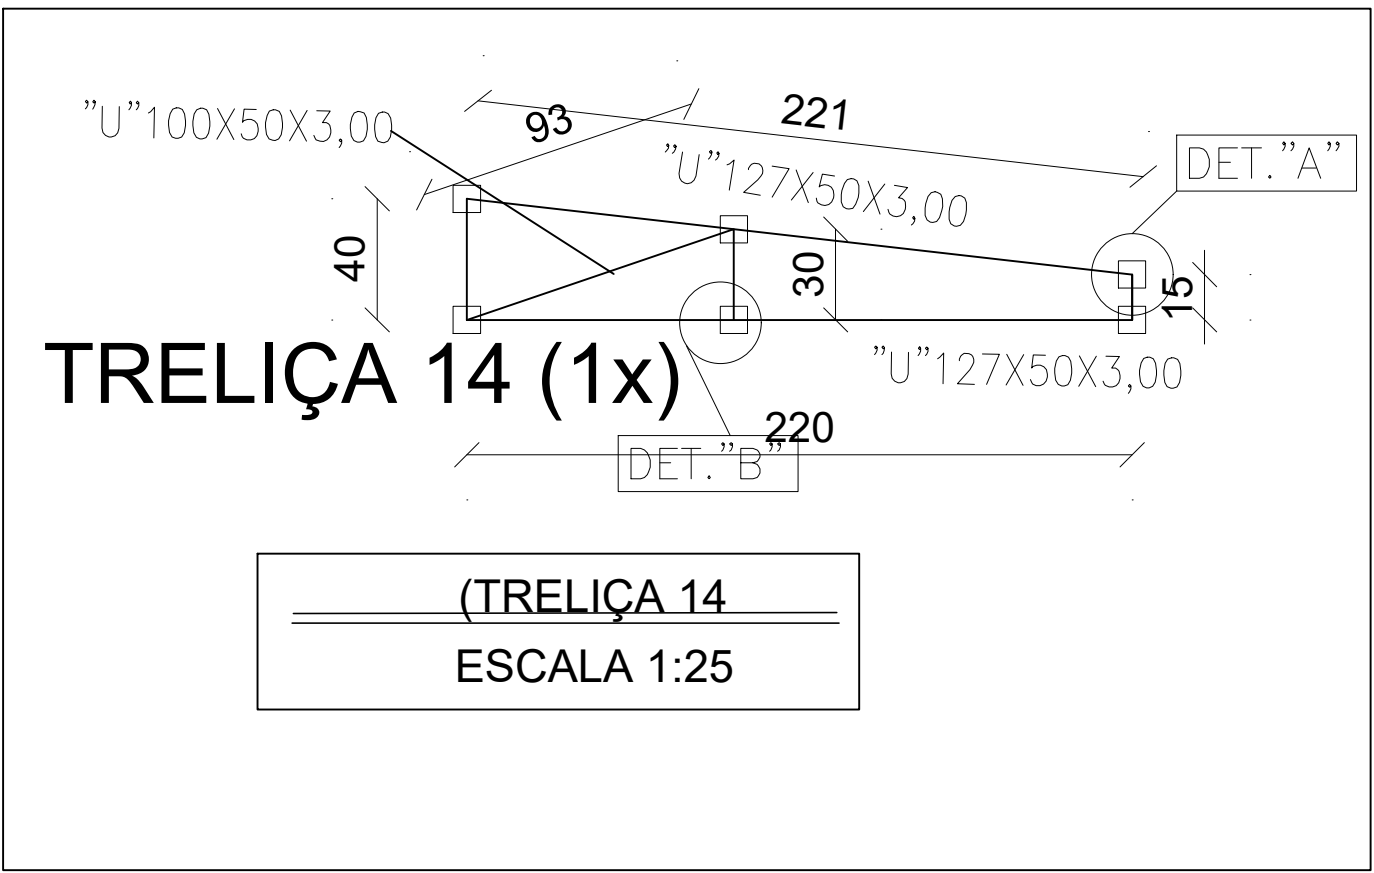 ”U”100X50X3,00
93
221
”U”127X50X3,00
DET.”A”
40
30
15
TRELIÇA 14 (1x)
”U”127X50X3,00
220
DET.”B”
(TRELIÇA 14
ESCALA 1:25